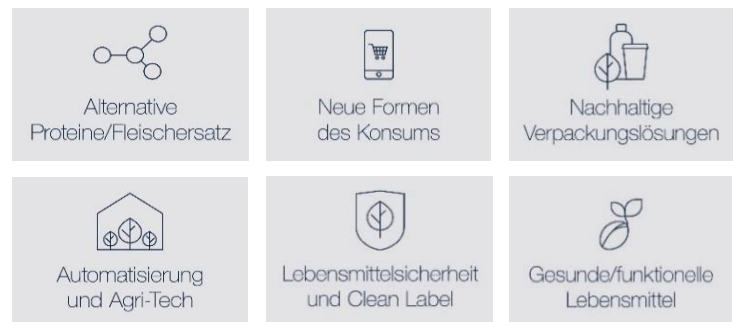 Alternative
Proteine/Fleischersatz
Neue Formen
des Konsums
Nachhaltige
Verpackungslösungen
Automatisierung
und Agri-Tech
Lebensmittelsicherheit
und Clean Label
Gesunde/funktionelle
Lebensmittel